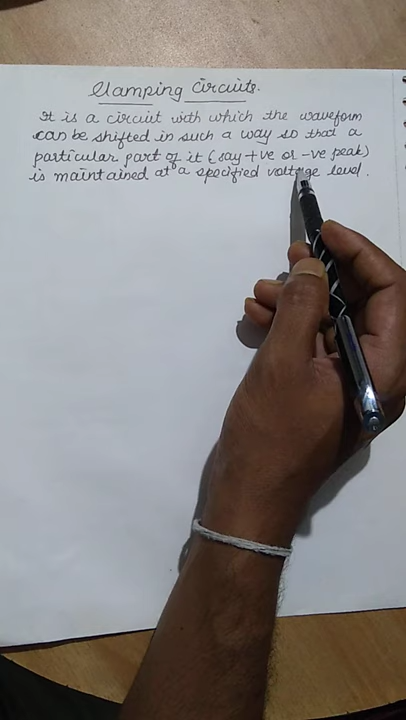 Clamping Circuits.
It is a circuit with which the waveform
can be shifted in such a way so that a
particular part of it (say +ve or -ve peak)
is maintained at a specified voltage level.